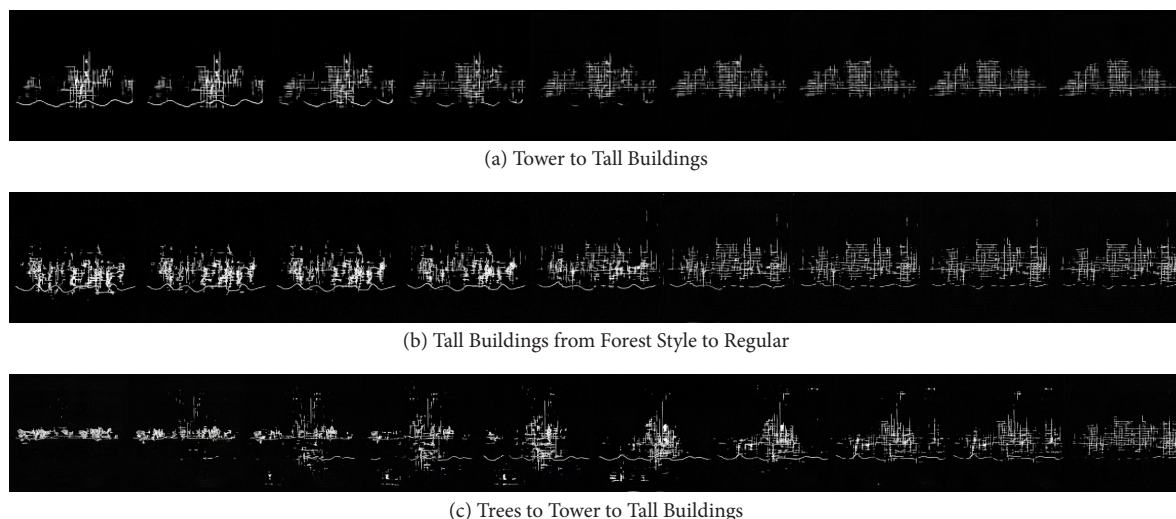 (a) Tower to Tall Buildings
(b) Tall Buildings from Forest Style to Regular
(c) Trees to Tower to Tall Buildings